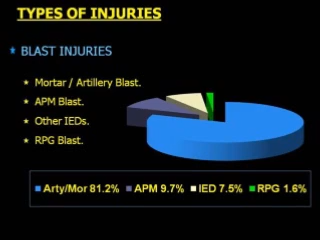 TYPES OF INJURIES
BLAST INJURIES
Mortar / Artillery Blast.
APM Blast.
Other IEDs.
RPG Blast.
Arty/Mor 81.2% APM 9.7% IED 7.5% RPG 1.6%